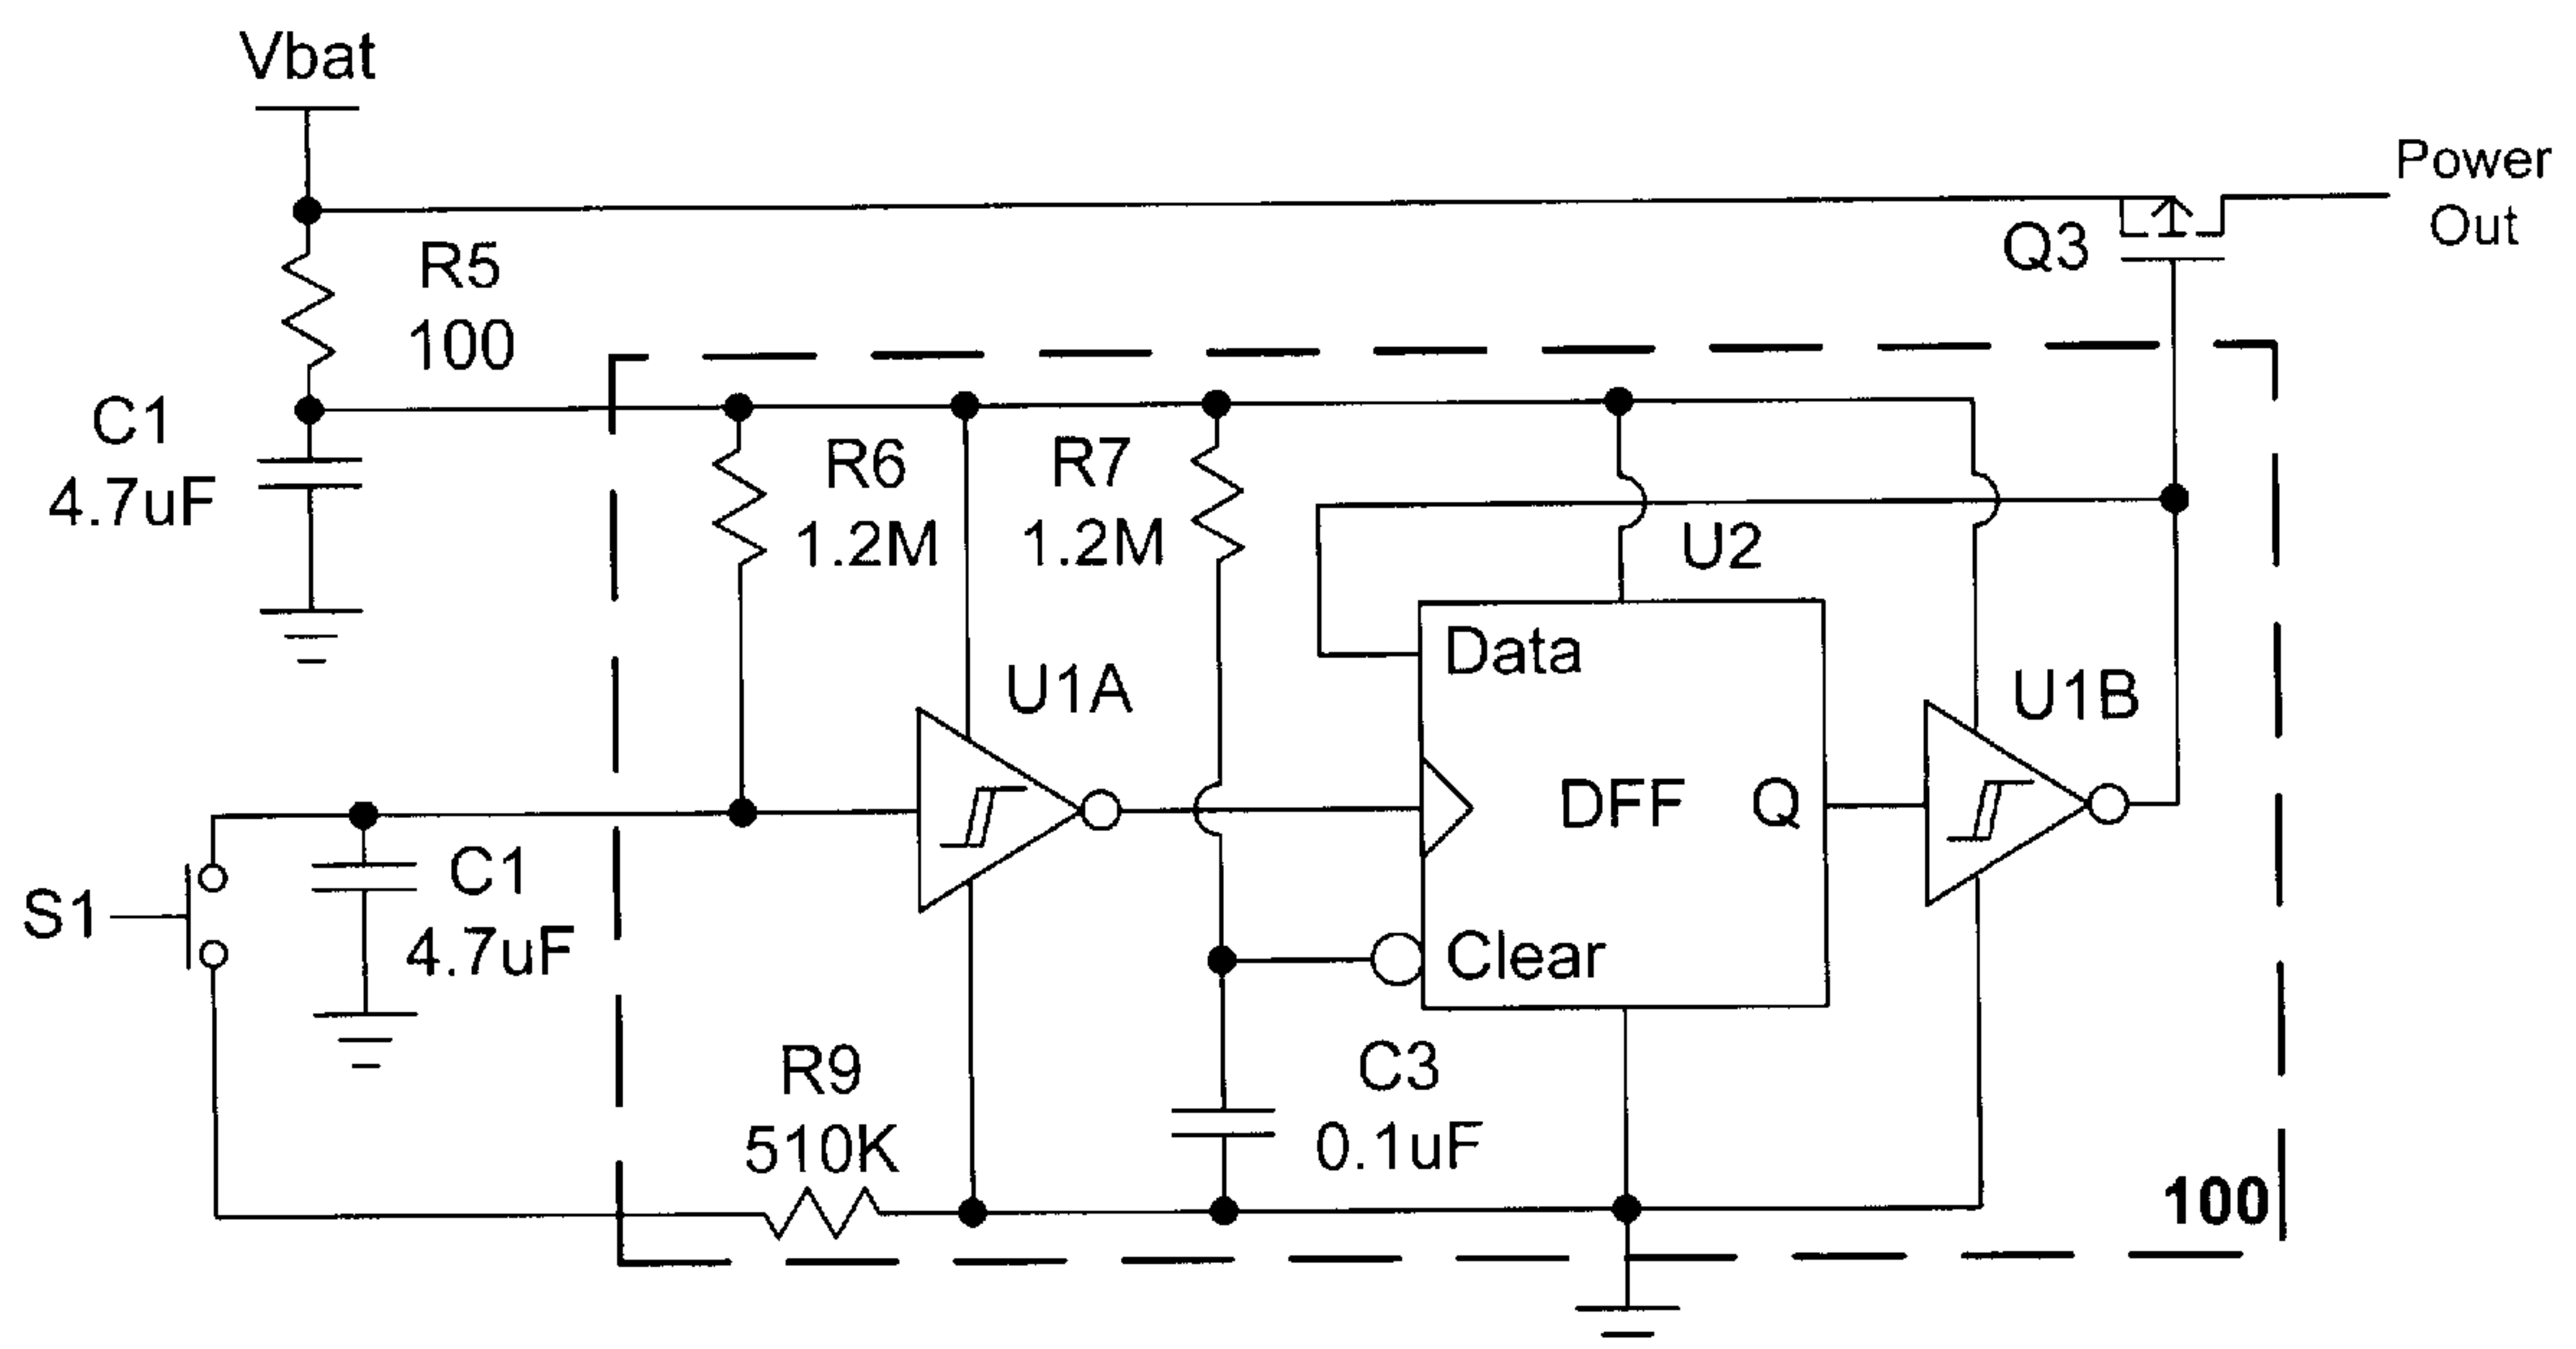 Vbat
Power
Out
Q3
R5
100
C1
4.7uF
R6
1.2M
R7
1.2M
U2
Data
U1A
U1B
DFF
Q
S1
C1
4.7uF
Clear
R9
510K
C3
0.1uF
100